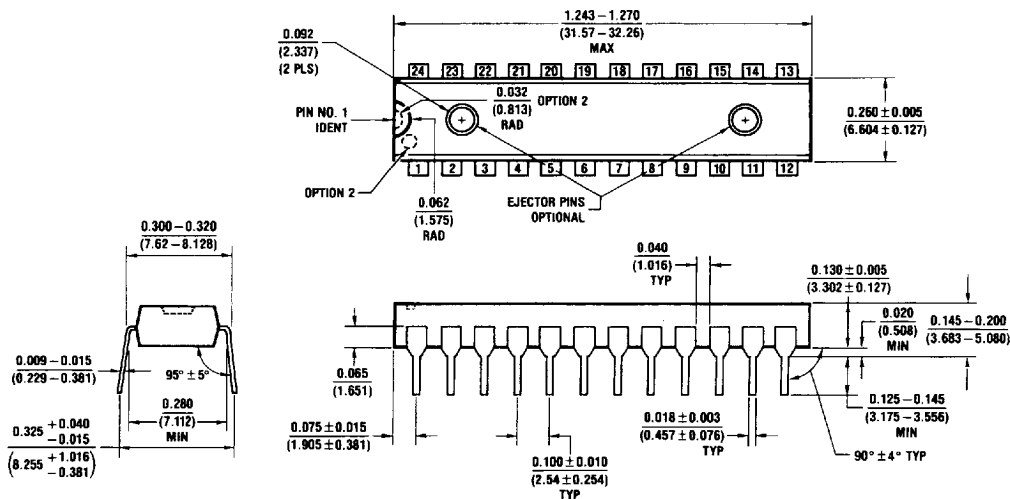 1.243 – 1.270
(31.57 – 32.26)
MAX
0.092
(2.337)
(2 PLS)
24 23 22 21 20 19 18 17 16 15 14 13
0.032
(0.813)
RAD
OPTION 2
PIN NO. 1
IDENT
0.260 ± 0.005
(6.604 ± 0.127)
1 2 3 4 5 6 7 8 9 10 11 12
OPTION 2
0.062
(1.575)
RAD
EJECTOR PINS
OPTIONAL
0.300 – 0.320
(7.62 – 8.128)
0.040
(1.016)
TYP
0.130 ± 0.005
(3.302 ± 0.127)
0.020
(0.508)
MIN
0.145 – 0.200
(3.683 – 5.080)
0.009 – 0.015
(0.229 – 0.381)
95° ± 5°
0.280
(7.112)
MIN
0.065
(1.651)
0.125 – 0.145
(3.175 – 3.556)
MIN
0.325 + 0.040
– 0.015
(8.255 + 1.016
– 0.381)
0.075 ± 0.015
(1.905 ± 0.381)
0.018 ± 0.003
(0.457 ± 0.076)
TYP
0.100 ± 0.010
(2.54 ± 0.254)
TYP
90° ± 4° TYP